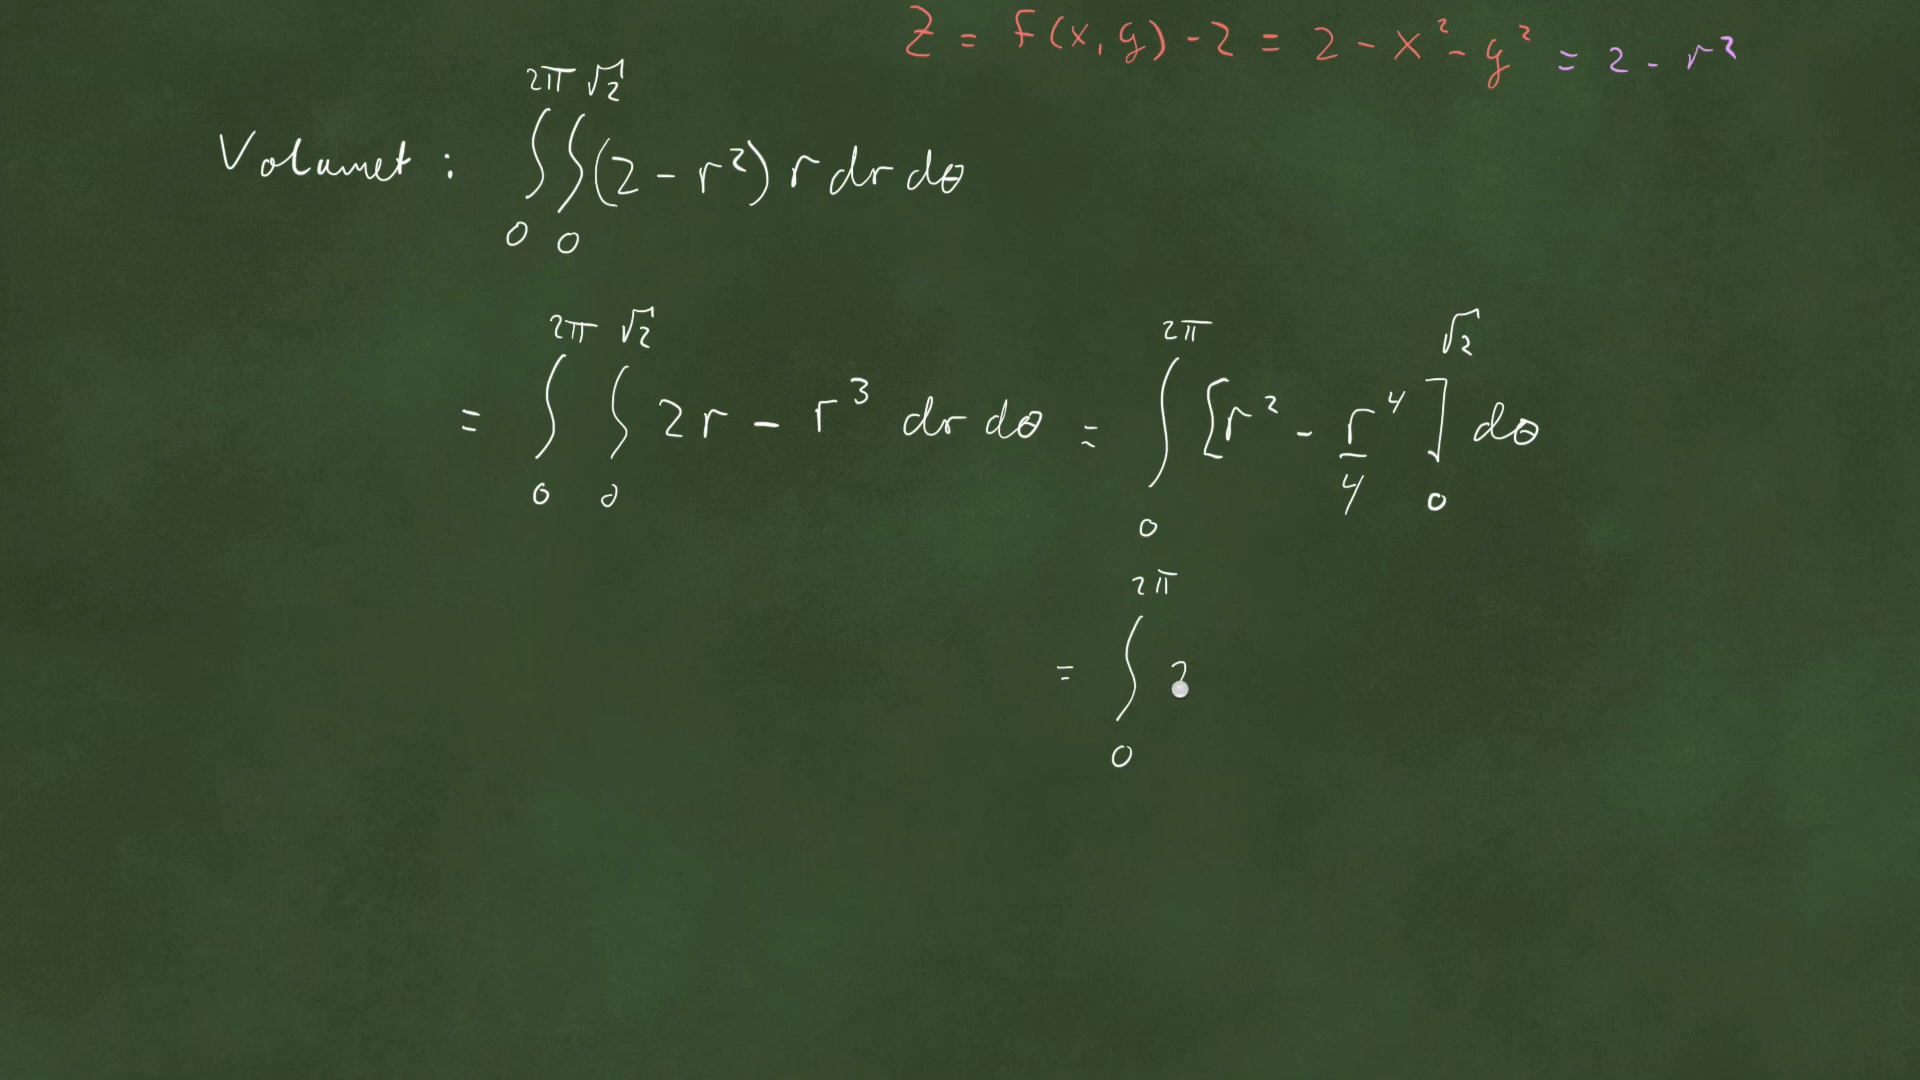 Z = f(x,y) - 2 = 2 - x² - y² = 2 - r²
Volumet : ∫₀^{2π} ∫₀^{√2} (2 - r²) r dr dθ
= ∫₀^{2π} ∫₀^{√2} 2r - r³ dr dθ = ∫₀^{2π} [r² - r⁴/4]₀^{√2} dθ
= ∫₀^{2π} 2